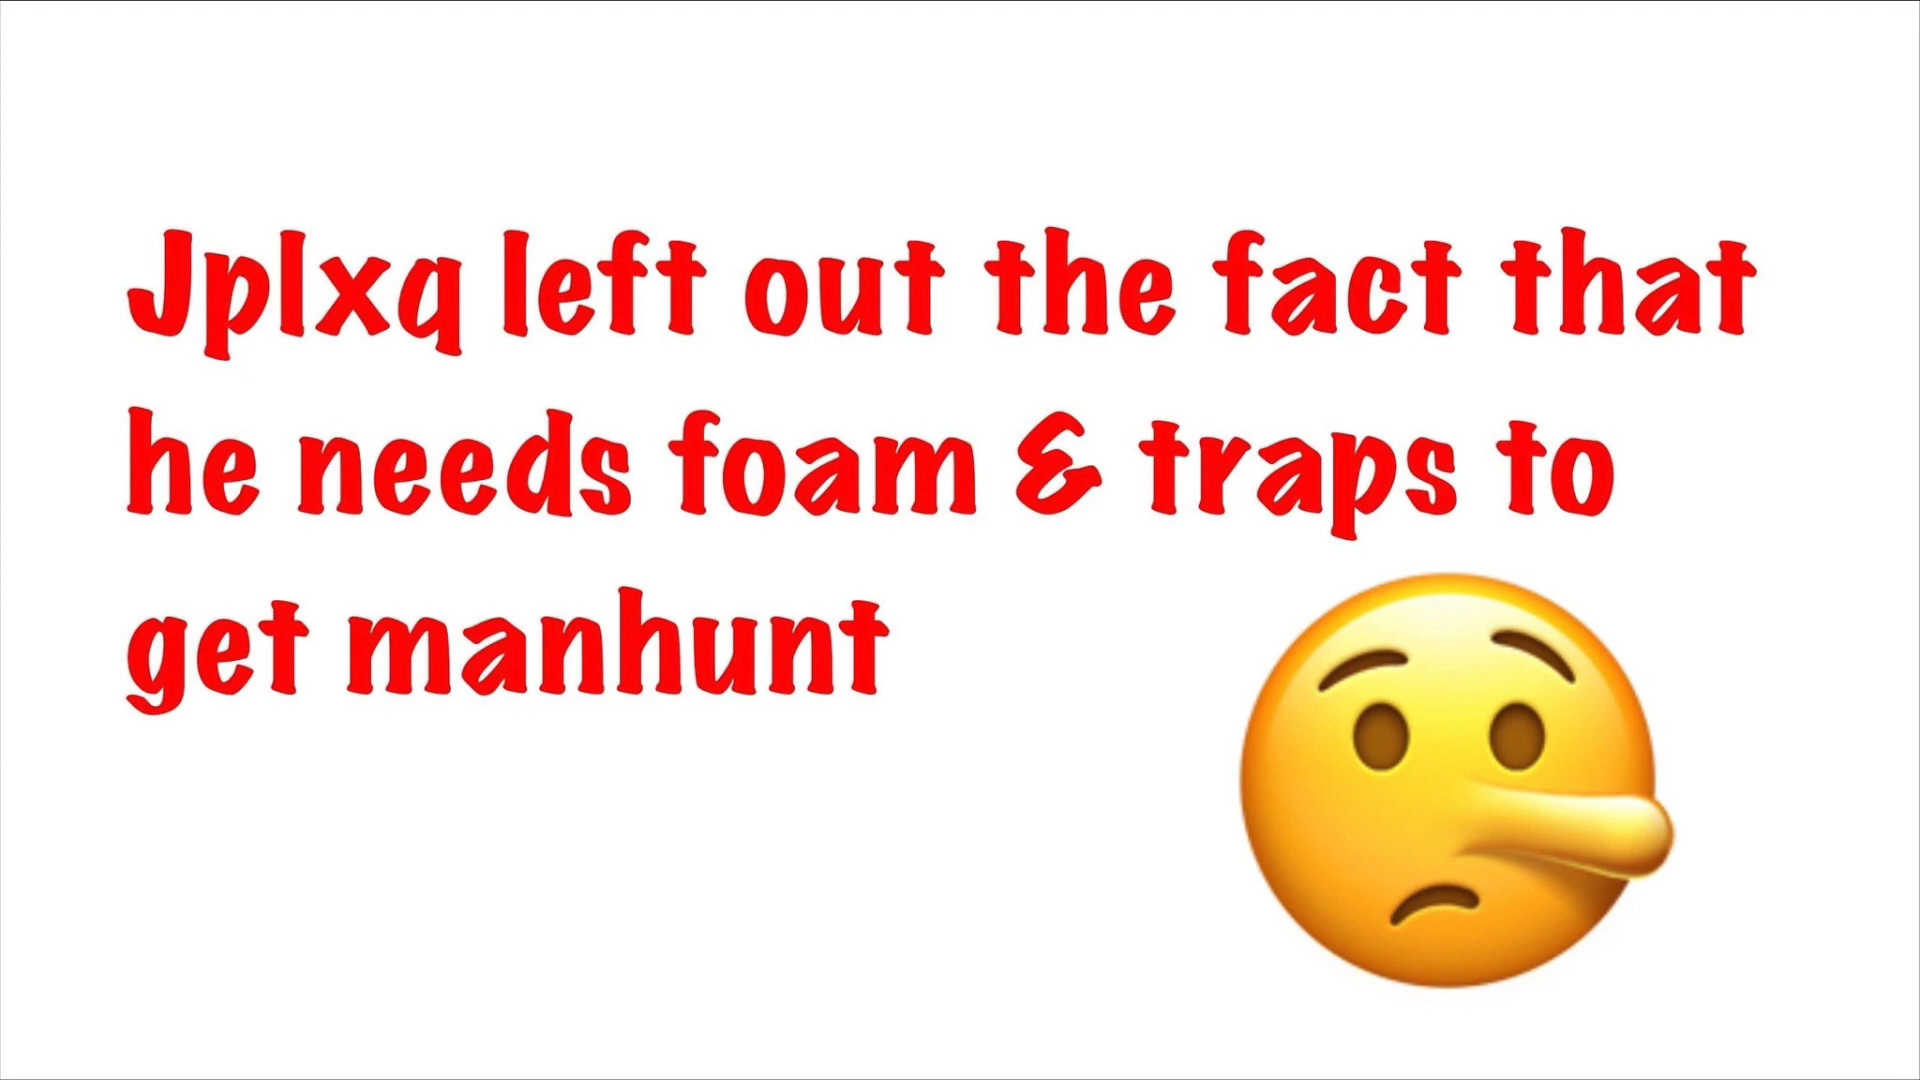 Jplxq left out the fact that
he needs foam & traps to
get manhunt